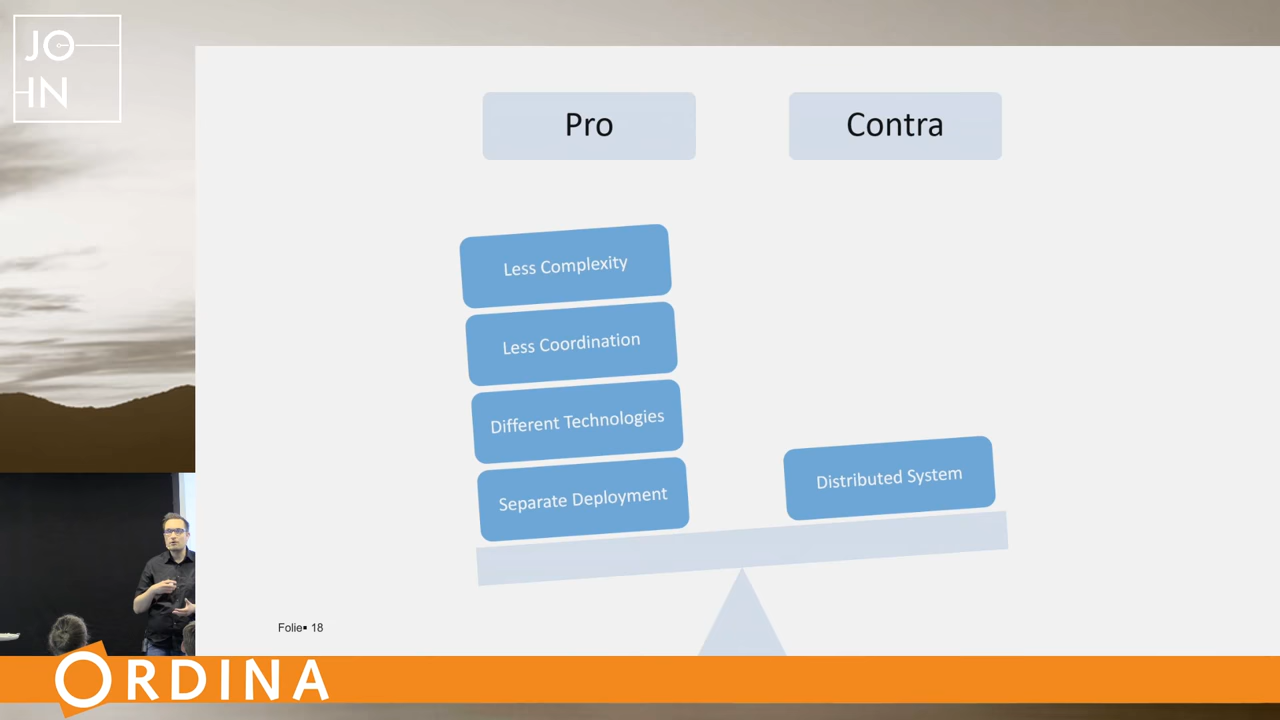 JO
IN
Pro
Contra
Less Complexity
Less Coordination
Different Technologies
Separate Deployment
Distributed System
Folie▪ 18
ORDINA